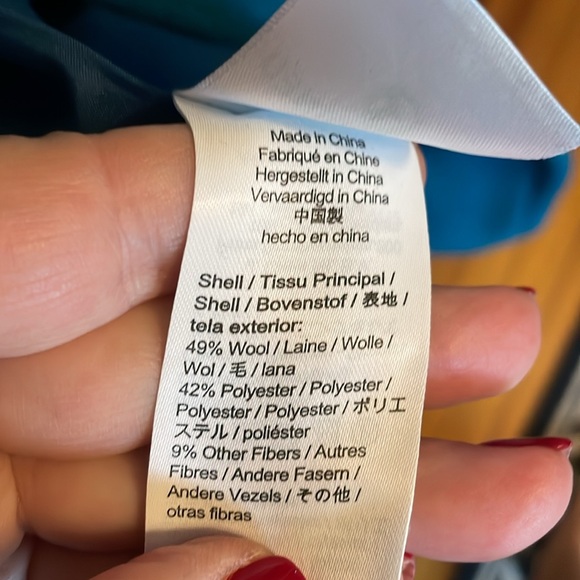 Made in China
Fabriqué en Chine
Hergestellt in China
Vervaardigd in China
中国製
hecho en china
Shell / Tissu Principal /
Shell / Bovenstof / 表地 /
tela exterior:
49% Wool / Laine / Wolle /
Wol / 毛 / lana
42% Polyester / Polyester /
Polyester / Polyester / ポリエ
ステル / poliéster
9% Other Fibers / Autres
Fibres / Andere Fasern /
Andere Vezels / その他 /
otras fibras